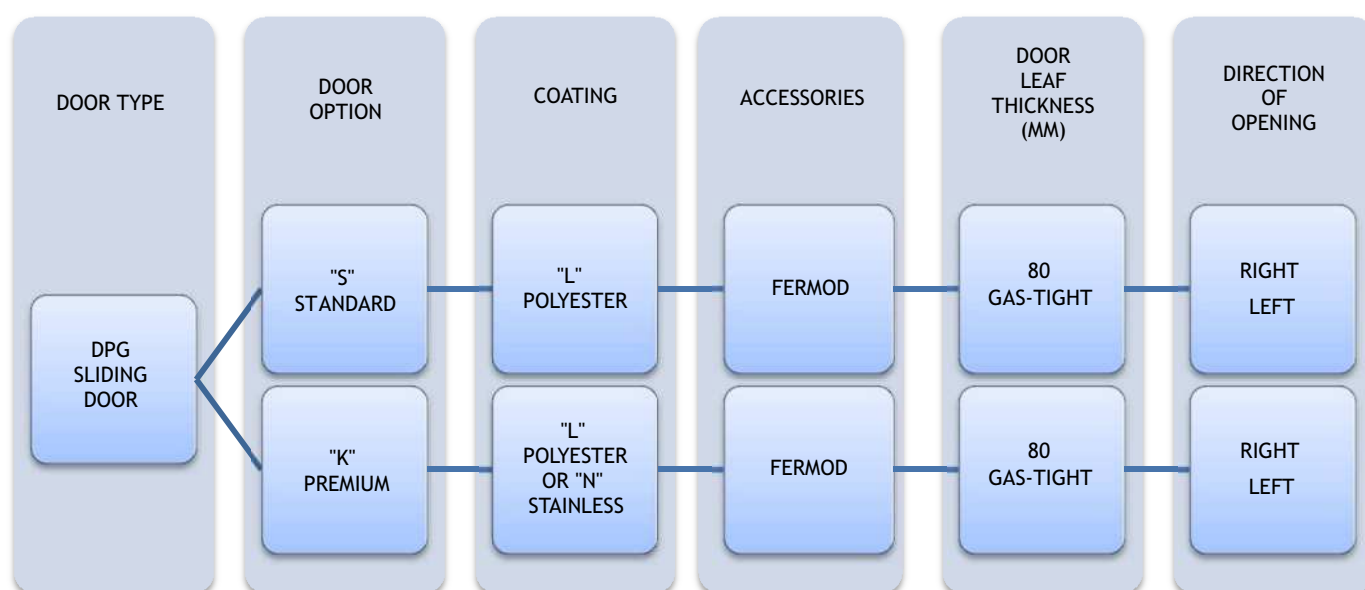 DOOR TYPE
DOOR
OPTION
COATING
ACCESSORIES
DOOR
LEAF
THICKNESS
(MM)
DIRECTION
OF
OPENING
DPG
SLIDING
DOOR
"S"
STANDARD
"L"
POLYESTER
FERMOD
80
GAS-TIGHT
RIGHT
LEFT
"K"
PREMIUM
"L"
POLYESTER
OR "N"
STAINLESS
FERMOD
80
GAS-TIGHT
RIGHT
LEFT